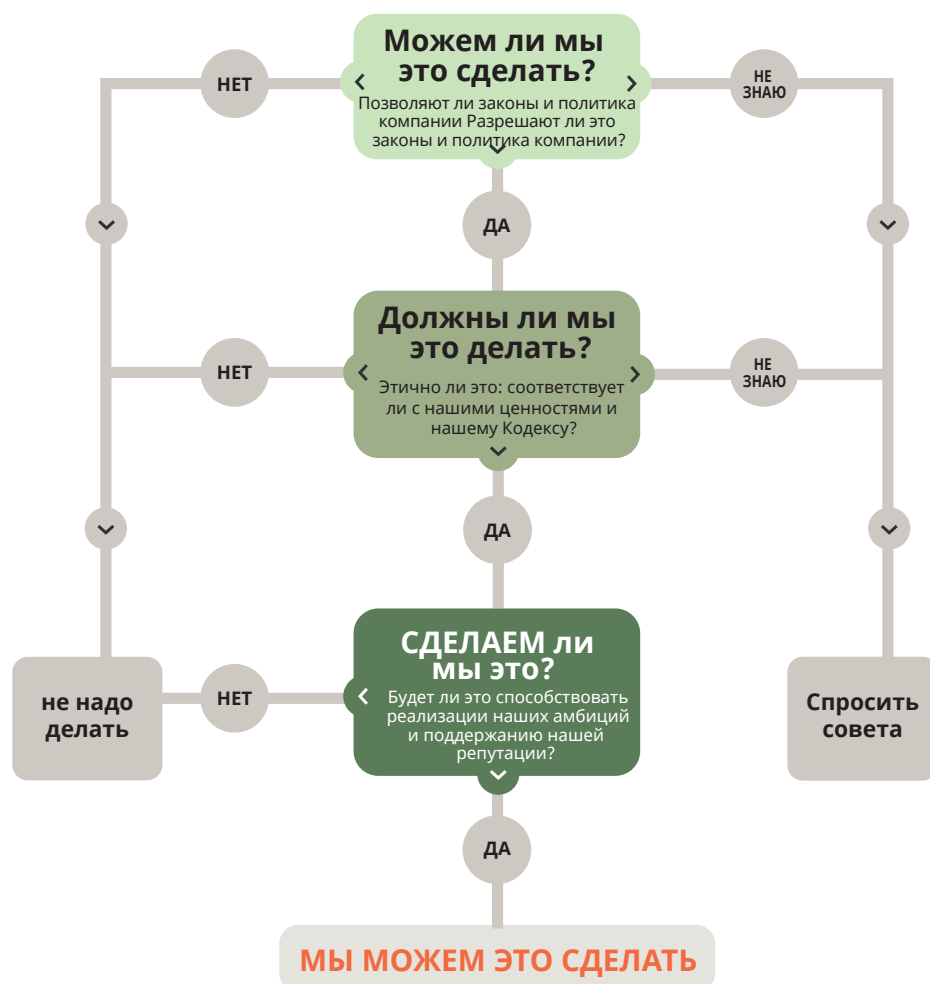 Можем ли мы
это сделать?
НЕТ
НЕ
ЗНАЮ
Позволяют ли законы и политика
компании Разрешают ли это
законы и политика компании?
ДА
Должны ли мы
это делать?
НЕТ
НЕ
ЗНАЮ
Этично ли это: соответствует
ли с нашими ценностями и
нашему Кодексу?
ДА
СДЕЛАЕМ ли
мы это?
не надо
делать
НЕТ
Будет ли это способствовать
реализации наших амбиций
и поддержанию нашей
репутации?
Спросить
совета
ДА
МЫ МОЖЕМ ЭТО СДЕЛАТЬ